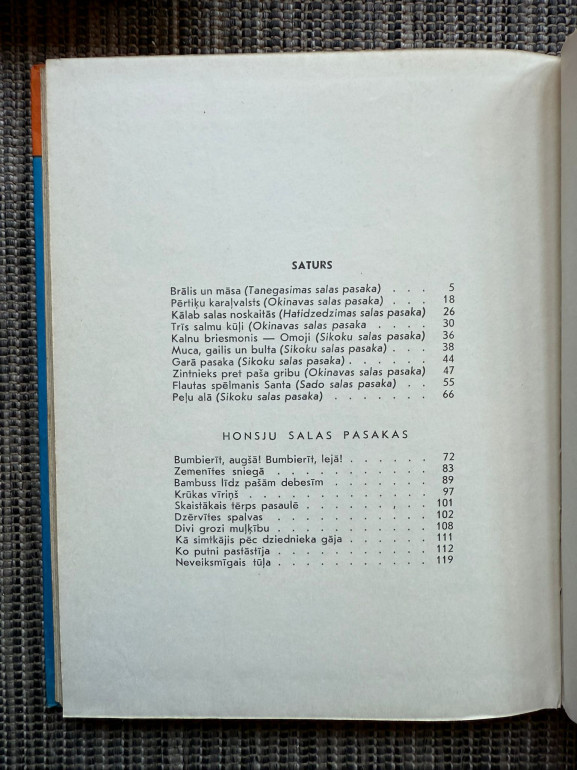 SATURS
Brālis un māsa (Tanegasimas salas pasaka) . . . 5
Pērtiķu karaļvalsts (Okinavas salas pasaka) . . . 18
Kālab salas noskaitās (Hatidzedzimas salas pasaka) 26
Trīs salmu kūļi (Okinavas salas pasaka . . . . 30
Kalnu briesmonis — Omoji (Sikoku salas pasaka) 36
Muca, gailis un bulta (Sikoku salas pasaka) . . . 38
Garā pasaka (Sikoku salas pasaka) . . . . . . 44
Zintnieks pret paša gribu (Okinavas salas pasaka) 47
Flautas spēlmanis Santa (Sado salas pasaka) . . 55
Peļu alā (Sikoku salas pasaka) . . . . . . . 66
HONSJU SALAS PASAKAS
Bumbierīt, augšā! Bumbierīt, lejā! . . . . . . 72
Zemenītes sniegā . . . . . . . . . . . 83
Bambuss līdz pašām debesīm . . . . . . . 89
Krūkas vīriņš . . . . . . . . . . . . . 97
Skaistākais tērps pasaulē . . . . . . . . . 101
Dzērvītes spalvas . . . . . . . . . . . . 102
Divi grozi muļķību . . . . . . . . . . . 108
Kā simtkājis pēc dziednieka gāja . . . . . . 111
Ko putni pastāstīja . . . . . . . . . . . 112
Neveiksmīgais tūļa . . . . . . . . . . . 119